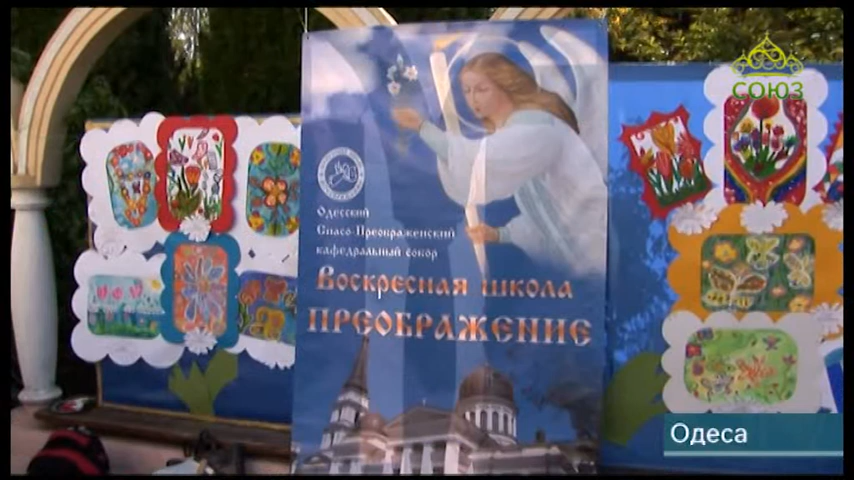 СОЮЗ
Одесский
Спасо-Преображенский
кафедральный собор
Воскресная школа
ПРЕОБРАЖЕНИЕ
Одеса